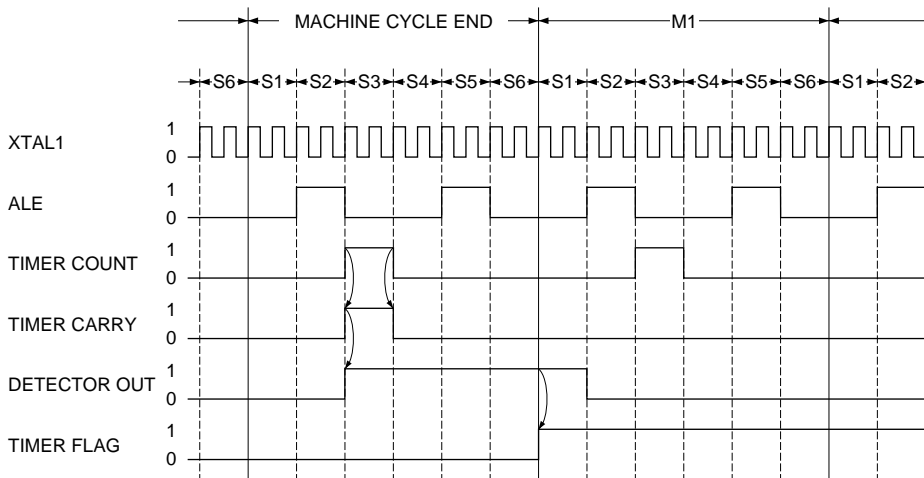 MACHINE CYCLE END M1
S6 S1 S2 S3 S4 S5 S6 S1 S2 S3 S4 S5 S6 S1 S2
XTAL1 1
0
ALE 1
0
TIMER COUNT 1
0
TIMER CARRY 1
0
DETECTOR OUT 1
0
TIMER FLAG 1
0